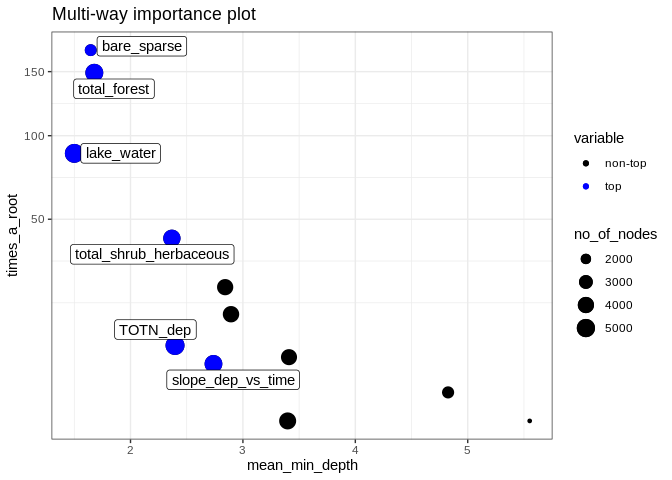 Multi-way importance plot
bare_sparse
total_forest
lake_water
total_shrub_herbaceous
TOTN_dep
slope_dep_vs_time
150
100
50
times_a_root
2
3
4
5
mean_min_depth
variable
non-top
top
no_of_nodes
2000
3000
4000
5000